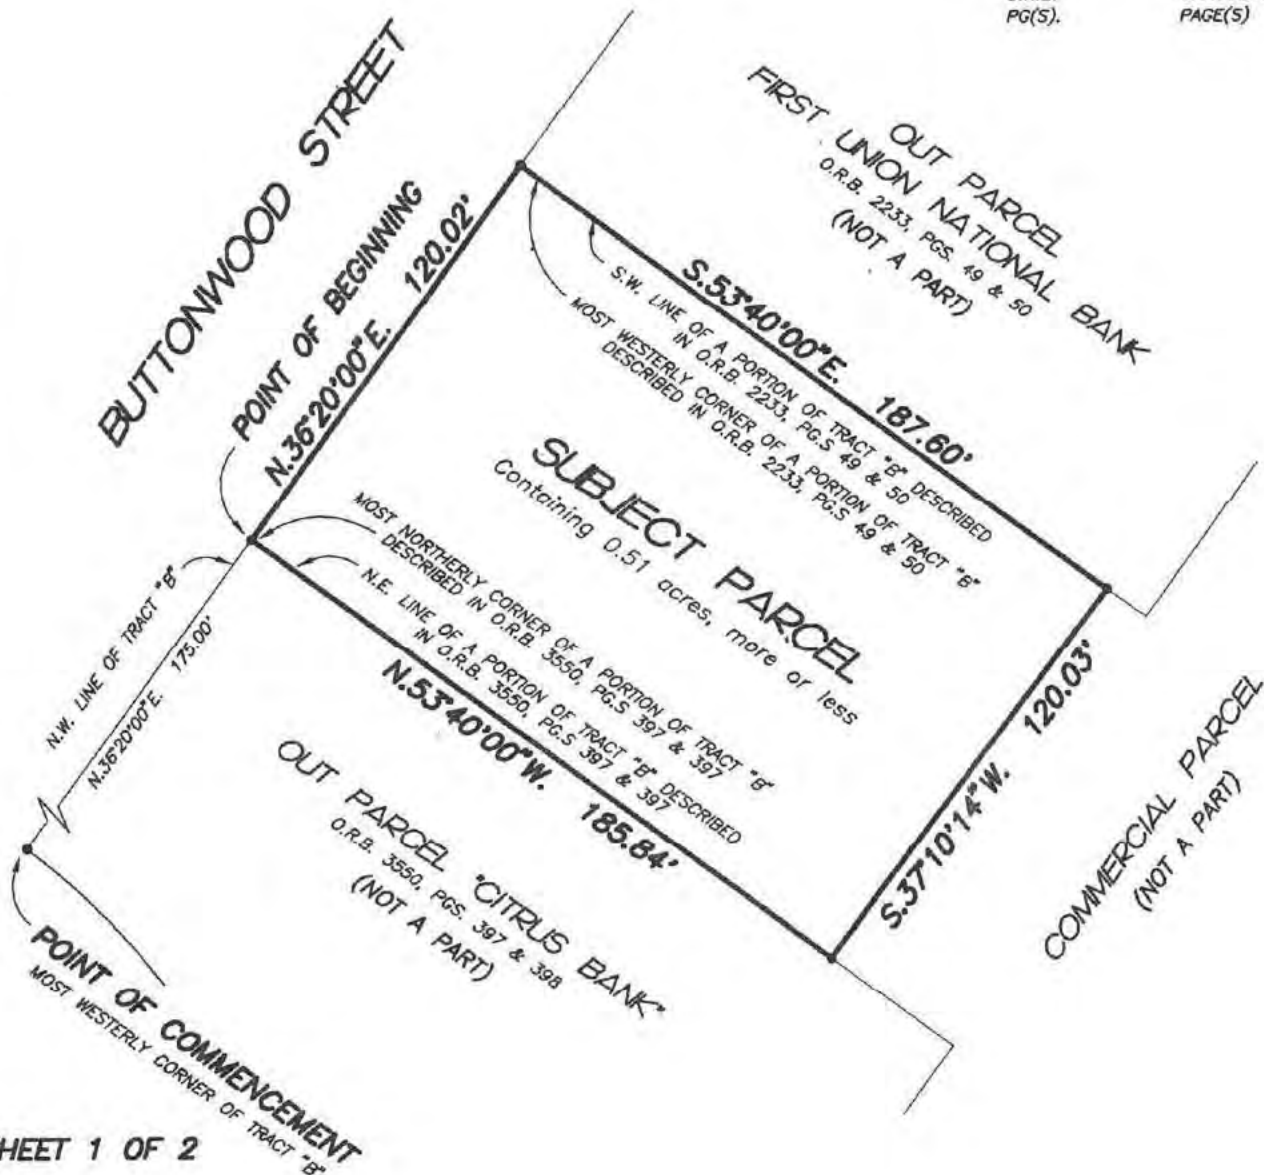 PG(S).
PAGE(S)
BUTTONWOOD STREET
POINT OF BEGINNING
N.36°20'00"E. 120.02'
OUT PARCEL
FIRST UNION NATIONAL BANK
O.R.B. 2233, PGS. 49 & 50
(NOT A PART)
S.53°40'00"E. 187.60'
S.W. LINE OF A PORTION OF TRACT "B" DESCRIBED
IN O.R.B. 2233, PG.S 49 & 50
MOST WESTERLY CORNER OF A PORTION OF TRACT "B"
DESCRIBED IN O.R.B. 2233, PG.S 49 & 50
SUBJECT PARCEL
Containing 0.51 acres, more or less
MOST NORTHERLY CORNER OF A PORTION OF TRACT "B"
DESCRIBED IN O.R.B. 3550, PG.S 397 & 397
N.E. LINE OF A PORTION OF TRACT "B" DESCRIBED
IN O.R.B. 3550, PG.S 397 & 397
N.53°40'00"W. 185.84'
N.W. LINE OF TRACT "B"
N.36°20'00"E. 175.00'
S.37°10'14"W. 120.03'
COMMERCIAL PARCEL
(NOT A PART)
OUT PARCEL "CITRUS BANK"
O.R.B. 3550, PGS. 397 & 398
(NOT A PART)
POINT OF COMMENCEMENT
MOST WESTERLY CORNER OF TRACT "B"
HEET 1 OF 2